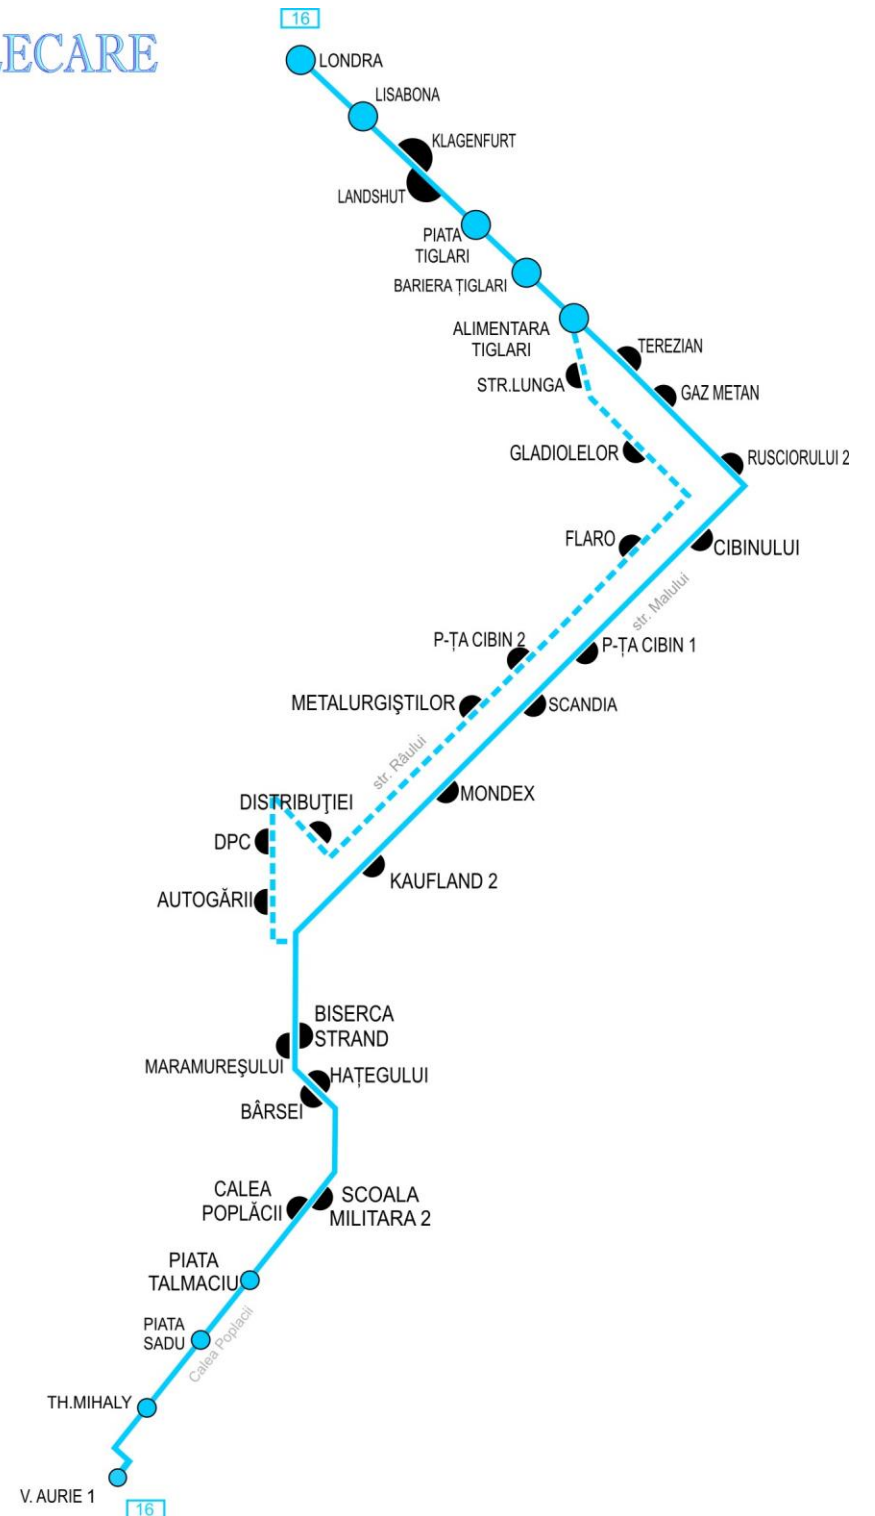 16
LECARE
LONDRA
LISABONA
KLAGENFURT
LANDSHUT
PIATA
TIGLARI
BARIERA ȚIGLARI
ALIMENTARA
TIGLARI
TEREZIAN
STR.LUNGA
GAZ METAN
GLADIOLELOR
RUSCIORULUI 2
FLARO
CIBINULUI
str. Malului
P-ȚA CIBIN 2
P-ȚA CIBIN 1
METALURGIŞTILOR
SCANDIA
str. Râului
DISTRIBUŢIEI
MONDEX
DPC
KAUFLAND 2
AUTOGĂRII
BISERCA
STRAND
MARAMUREŞULUI
HAȚEGULUI
BÂRSEI
CALEA
POPLĂCII
SCOALA
MILITARA 2
PIATA
TALMACIU
PIATA
SADU
Calea Poplacii
TH.MIHALY
V. AURIE 1
16